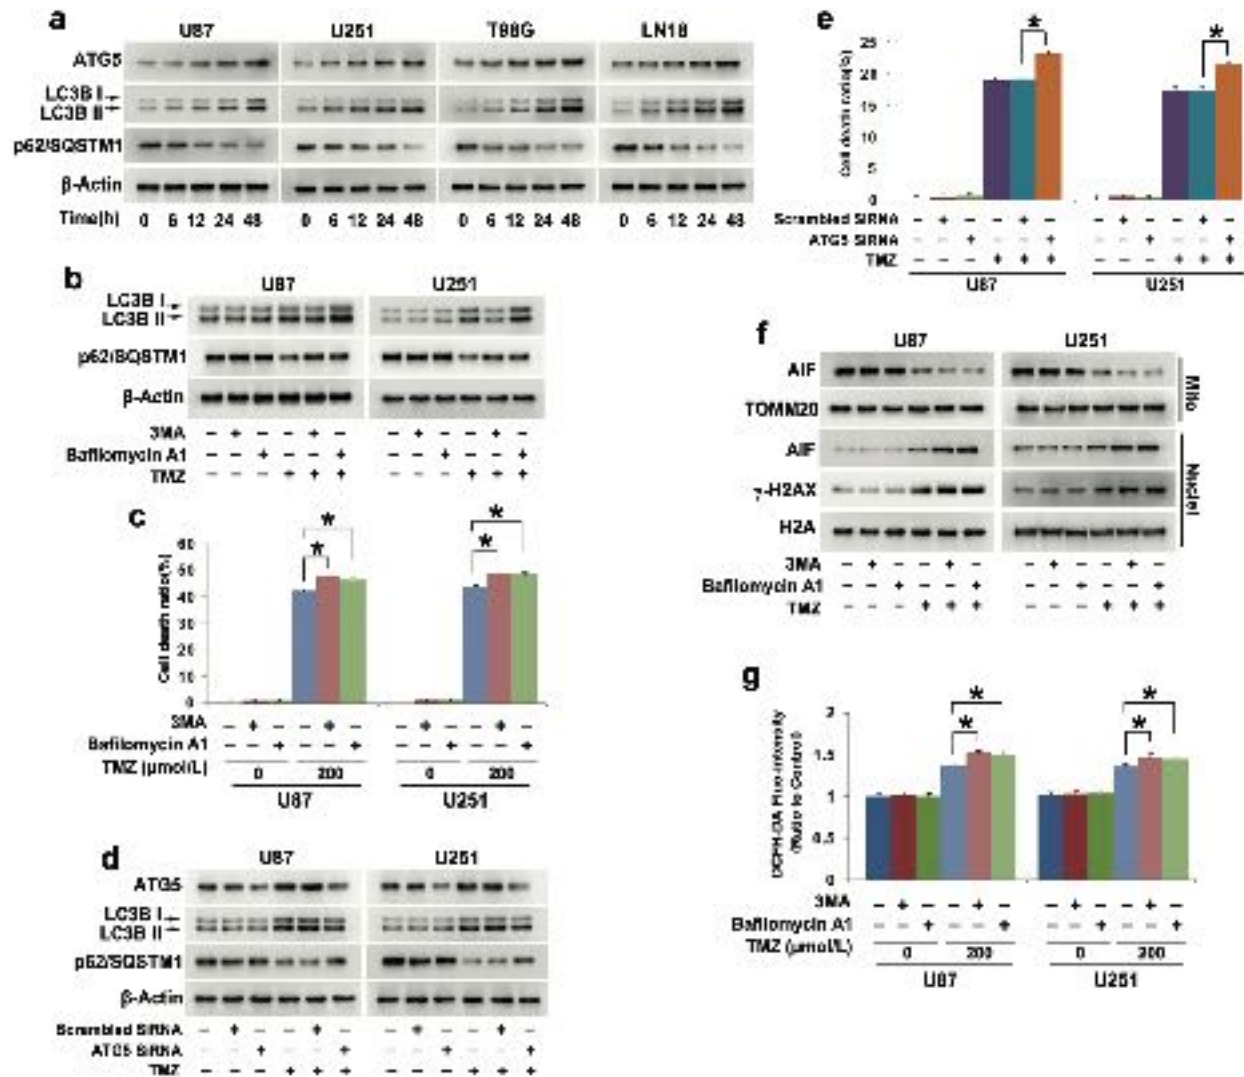 a
U87 U251 T98G LN18
ATG5
LC3B I
LC3B II
p62/SQSTM1
β-Actin
Time(h) 0 6 12 24 48 0 6 12 24 48 0 6 12 24 48 0 6 12 24 48
b
U87 U251
LC3B I
LC3B II
p62/SQSTM1
β-Actin
3MA - + - - + - - + - - + -
Bafilomycin A1 - - + - - + - - + - - +
TMZ - - - + + + - - - + + +
c
* * * *
Cell death ratio(%)
60
50
40
30
20
10
0
3MA - + - - + - - + - - + -
Bafilomycin A1 - - + - - + - - + - - +
TMZ (μmol/L) 0 200 0 200
U87 U251
d
U87 U251
ATG5
LC3B I
LC3B II
p62/SQSTM1
β-Actin
Scrambled SiRNA - + - - + - - + - - + -
ATG5 SiRNA - - + - - + - - + - - +
TMZ - - - + + + - - - + + +
e
* *
Cell death ratio(%)
25
20
15
10
5
0
Scrambled SiRNA - + - - + - - + - - + -
ATG5 SiRNA - - + - - + - - + - - +
TMZ - - - + + + - - - + + +
U87 U251
f
U87 U251
AIF
TOMM20
Mito
AIF
γ-H2AX
H2A
Nuclei
3MA - + - - + - - + - - + -
Bafilomycin A1 - - + - - + - - + - - +
TMZ - - - + + + - - - + + +
g
* * * *
DCFH-DA Fluo-intensity
(Ratio to Control)
2
1.5
1
0.5
0
3MA - + - - + - - + - - + -
Bafilomycin A1 - - + - - + - - + - - +
TMZ (μmol/L) 0 200 0 200
U87 U251